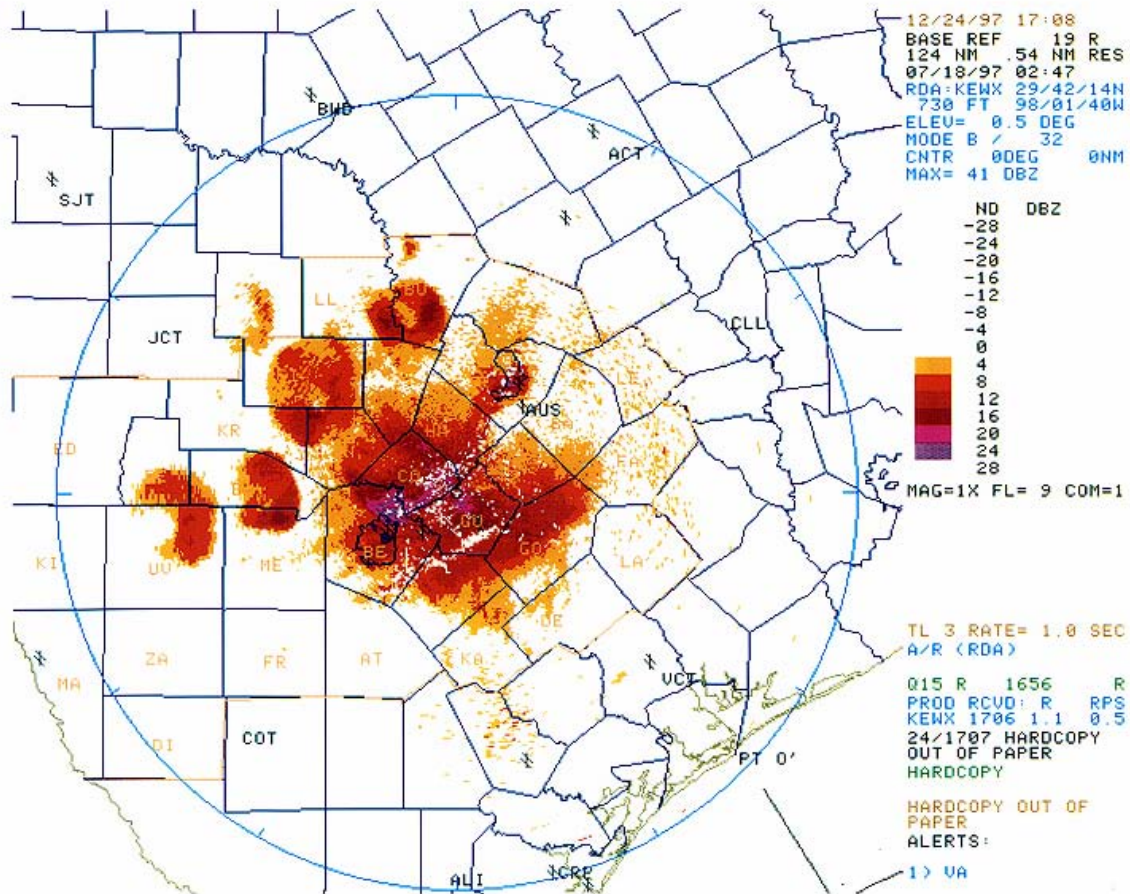 12/24/97 17:08
BASE REF 19 R
124 NM .54 NM RES
07/18/97 02:47
RDA:KEWX 29/42/14N
730 FT 98/01/40W
ELEV= 0.5 DEG
MODE B / 32
CNTR 0DEG 0NM
MAX= 41 DBZ
ND DBZ
-28
-24
-20
-16
-12
-8
-4
0
4
8
12
16
20
24
28
MAG=1X FL= 9 COM=1
TL 3 RATE= 1.0 SEC
A/R (RDA)
Q15 R 1656 R
PROD RCVD: R RPS
KEWX 1706 1.1 0.5
24/1707 HARDCOPY
OUT OF PAPER
HARDCOPY
HARDCOPY OUT OF
PAPER
ALERTS:
1) VA
BWD
ACT
SJT
LL
BU
JCT
CLL
LE
AUS
BA
KR
ED
FA
GU
BE
GO
KI
UV
ME
LA
DE
ZA
FR
AT
KA
MA
VCT
DI
COT
PT O'
ALI
CRP